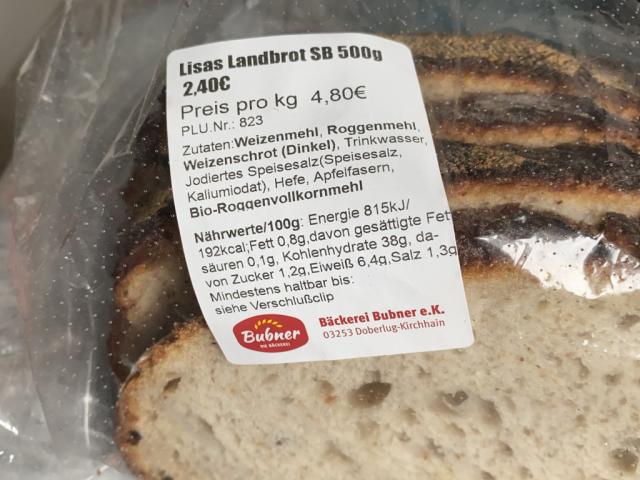 Lisas Landbrot SB 500g
2,40€
Preis pro kg 4,80€
PLU.Nr.: 823
Zutaten:Weizenmehl, Roggenmehl,
Weizenschrot (Dinkel), Trinkwasser,
Jodiertes Speisesalz(Speisesalz,
Kaliumiodat), Hefe, Apfelfasern,
Bio-Roggenvollkornmehl
Nährwerte/100g: Energie 815kJ/
192kcal;Fett 0,8g,davon gesättigte Fett
säuren 0,1g, Kohlenhydrate 38g, da-
von Zucker 1,2g,Eiweiß 6,4g,Salz 1,3g
Mindestens haltbar bis:
siehe Verschlußclip
Bubner
DIE BÄCKEREI
Bäckerei Bubner e.K.
03253 Doberlug-Kirchhain